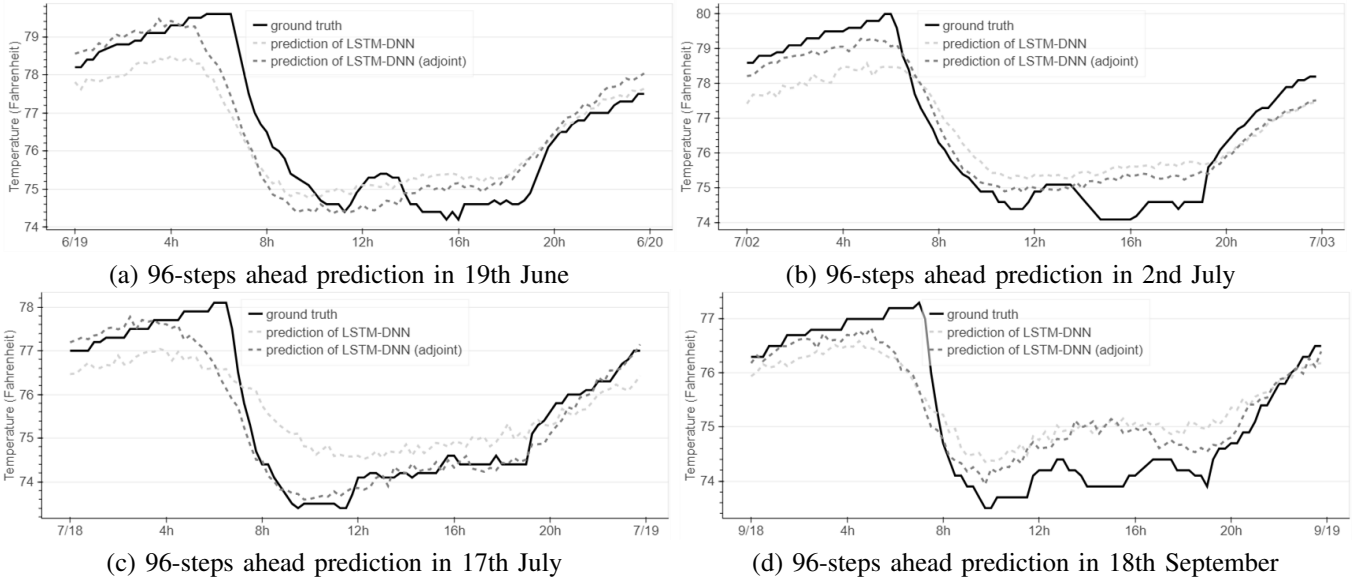 79
78
77
76
75
74
Temperature (Fahrenheit)
ground truth
prediction of LSTM-DNN
prediction of LSTM-DNN (adjoint)
6/19 4h 8h 12h 16h 20h 6/20
(a) 96-steps ahead prediction in 19th June
80
79
78
77
76
75
74
Temperature (Fahrenheit)
ground truth
prediction of LSTM-DNN
prediction of LSTM-DNN (adjoint)
7/02 4h 8h 12h 16h 20h 7/03
(b) 96-steps ahead prediction in 2nd July
78
77
76
75
74
Temperature (Fahrenheit)
ground truth
prediction of LSTM-DNN
prediction of LSTM-DNN (adjoint)
7/18 4h 8h 12h 16h 20h 7/19
(c) 96-steps ahead prediction in 17th July
77
76
75
74
Temperature (Fahrenheit)
ground truth
prediction of LSTM-DNN
prediction of LSTM-DNN (adjoint)
9/18 4h 8h 12h 16h 20h 9/19
(d) 96-steps ahead prediction in 18th September